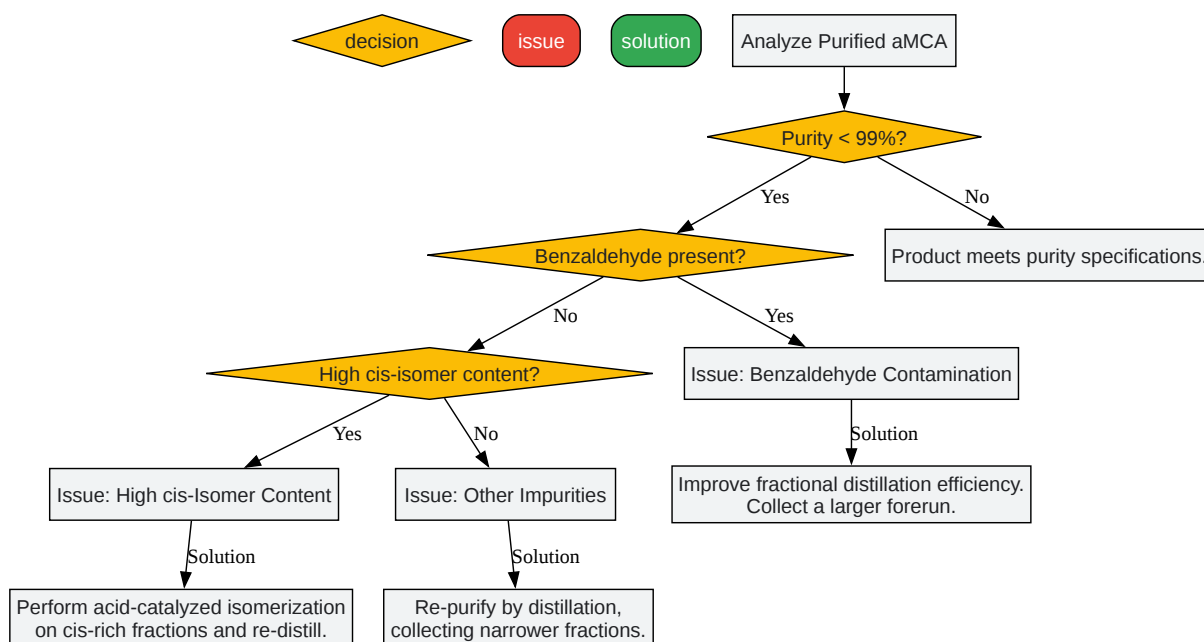 decision
issue
solution
Analyze Purified aMCA
Purity < 99%?
Yes
No
Benzaldehyde present?
Product meets purity specifications.
No
Yes
High cis-isomer content?
Issue: Benzaldehyde Contamination
Yes
No
Solution
Issue: High cis-Isomer Content
Issue: Other Impurities
Improve fractional distillation efficiency.
Collect a larger forerun.
Solution
Solution
Perform acid-catalyzed isomerization
on cis-rich fractions and re-distill.
Re-purify by distillation,
collecting narrower fractions.